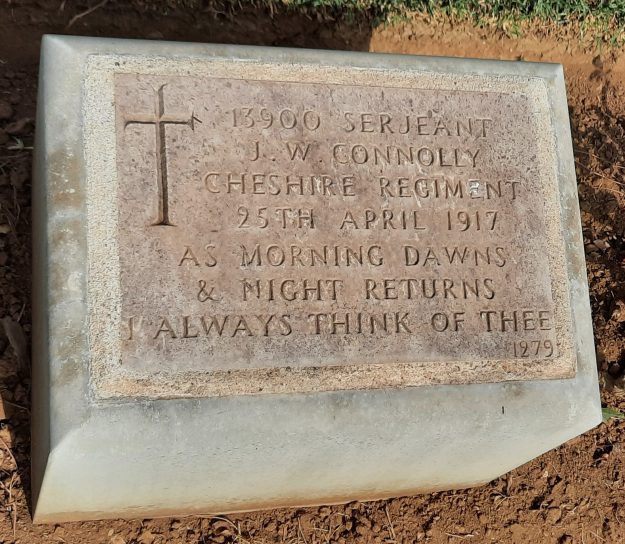 13900 SERJEANT
J. W. CONNOLLY
CHESHIRE REGIMENT
25TH APRIL 1917
AS MORNING DAWNS
& NIGHT RETURNS
I ALWAYS THINK OF THEE
1279